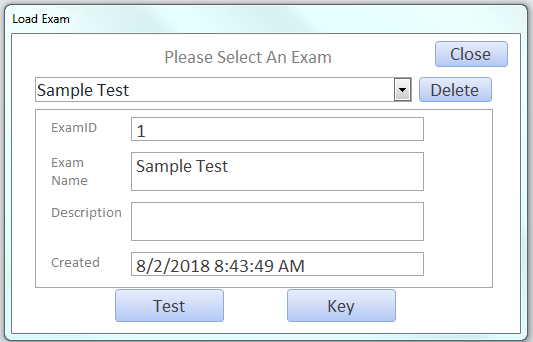 Load Exam
Please Select An Exam
Close
Sample Test
Delete
ExamID
1
Exam
Name
Sample Test
Description
Created
8/2/2018 8:43:49 AM
Test
Key